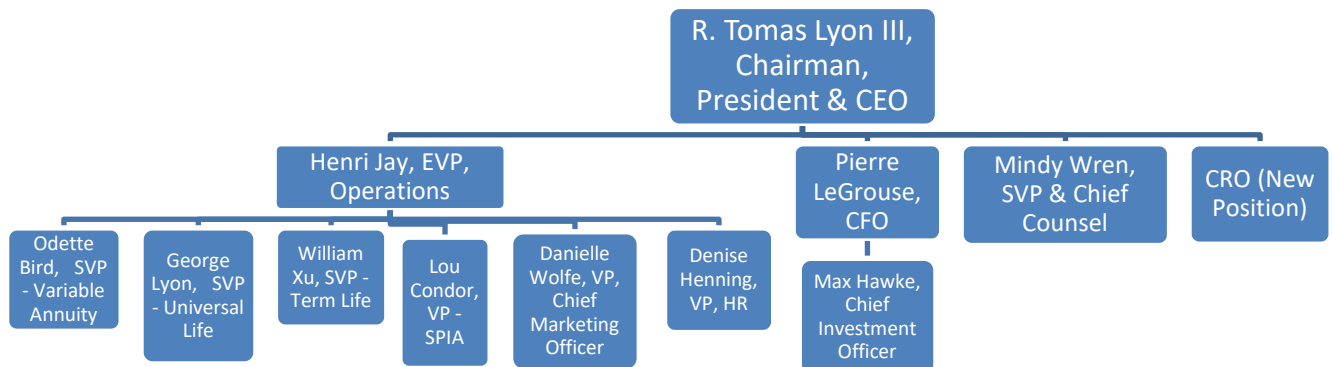 R. Tomas Lyon III,
Chairman,
President & CEO
Henri Jay, EVP,
Operations
Pierre
LeGrouse,
CFO
Mindy Wren,
SVP & Chief
Counsel
CRO (New
Position)
Odette
Bird, SVP
- Variable
Annuity
George
Lyon, SVP
- Universal
Life
William
Xu, SVP -
Term Life
Lou
Condor,
VP -
SPIA
Danielle
Wolfe, VP,
Chief
Marketing
Officer
Denise
Henning,
VP, HR
Max Hawke,
Chief
Investment
Officer